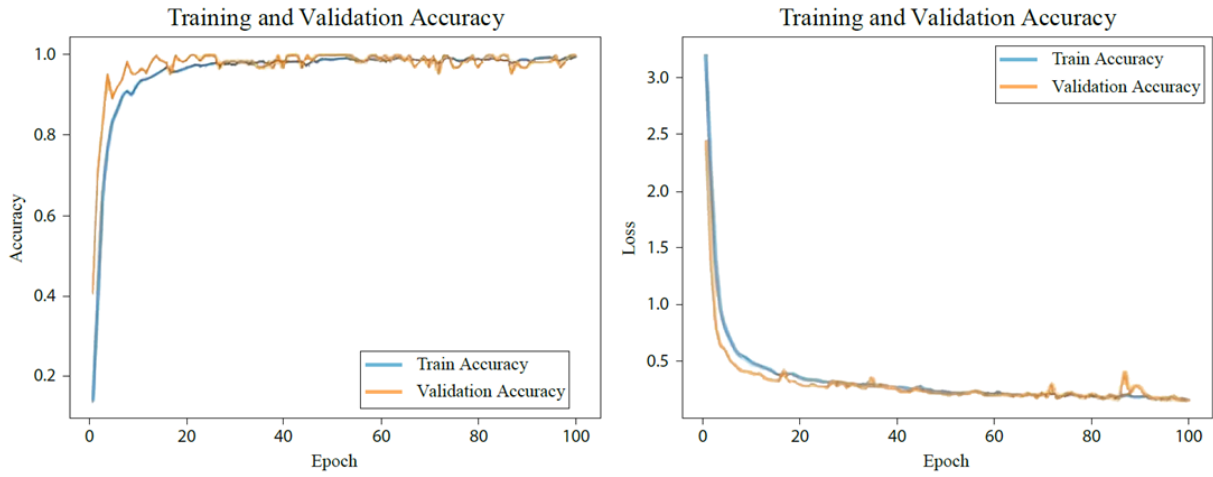 Training and Validation Accuracy
1.0
0.8
0.6
0.4
0.2
Accuracy
Train Accuracy
Validation Accuracy
0
20
40
60
80
100
Epoch
Training and Validation Accuracy
Train Accuracy
Validation Accuracy
3.0
2.5
2.0
1.5
1.0
0.5
Loss
0
20
40
60
80
100
Epoch